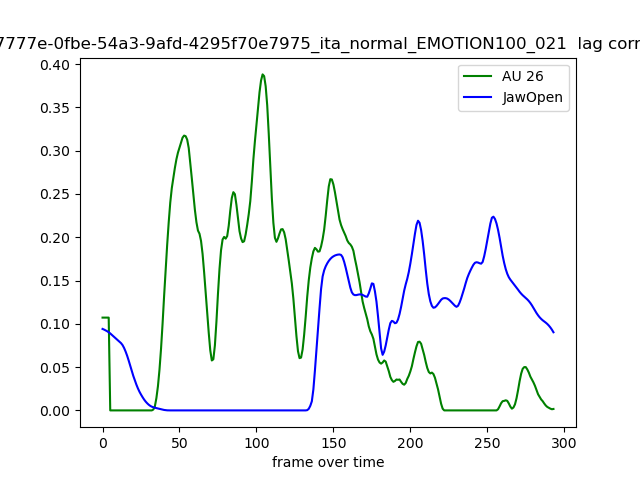 7777e-0fbe-54a3-9afd-4295f70e7975_ita_normal_EMOTION100_021 lag corr
AU 26
JawOpen
0.40
0.35
0.30
0.25
0.20
0.15
0.10
0.05
0.00
0 50 100 150 200 250 300
frame over time